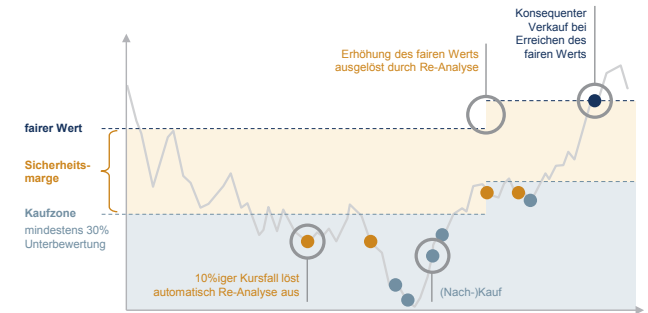 Konsequenter
Verkauf bei
Erreichen des
fairen Werts
Erhöhung des fairen Werts
ausgelöst durch Re-Analyse
fairer Wert
Sicherheits-
marge
Kaufzone
mindestens 30%
Unterbewertung
10%iger Kursfall löst
automatisch Re-Analyse aus
(Nach-)Kauf